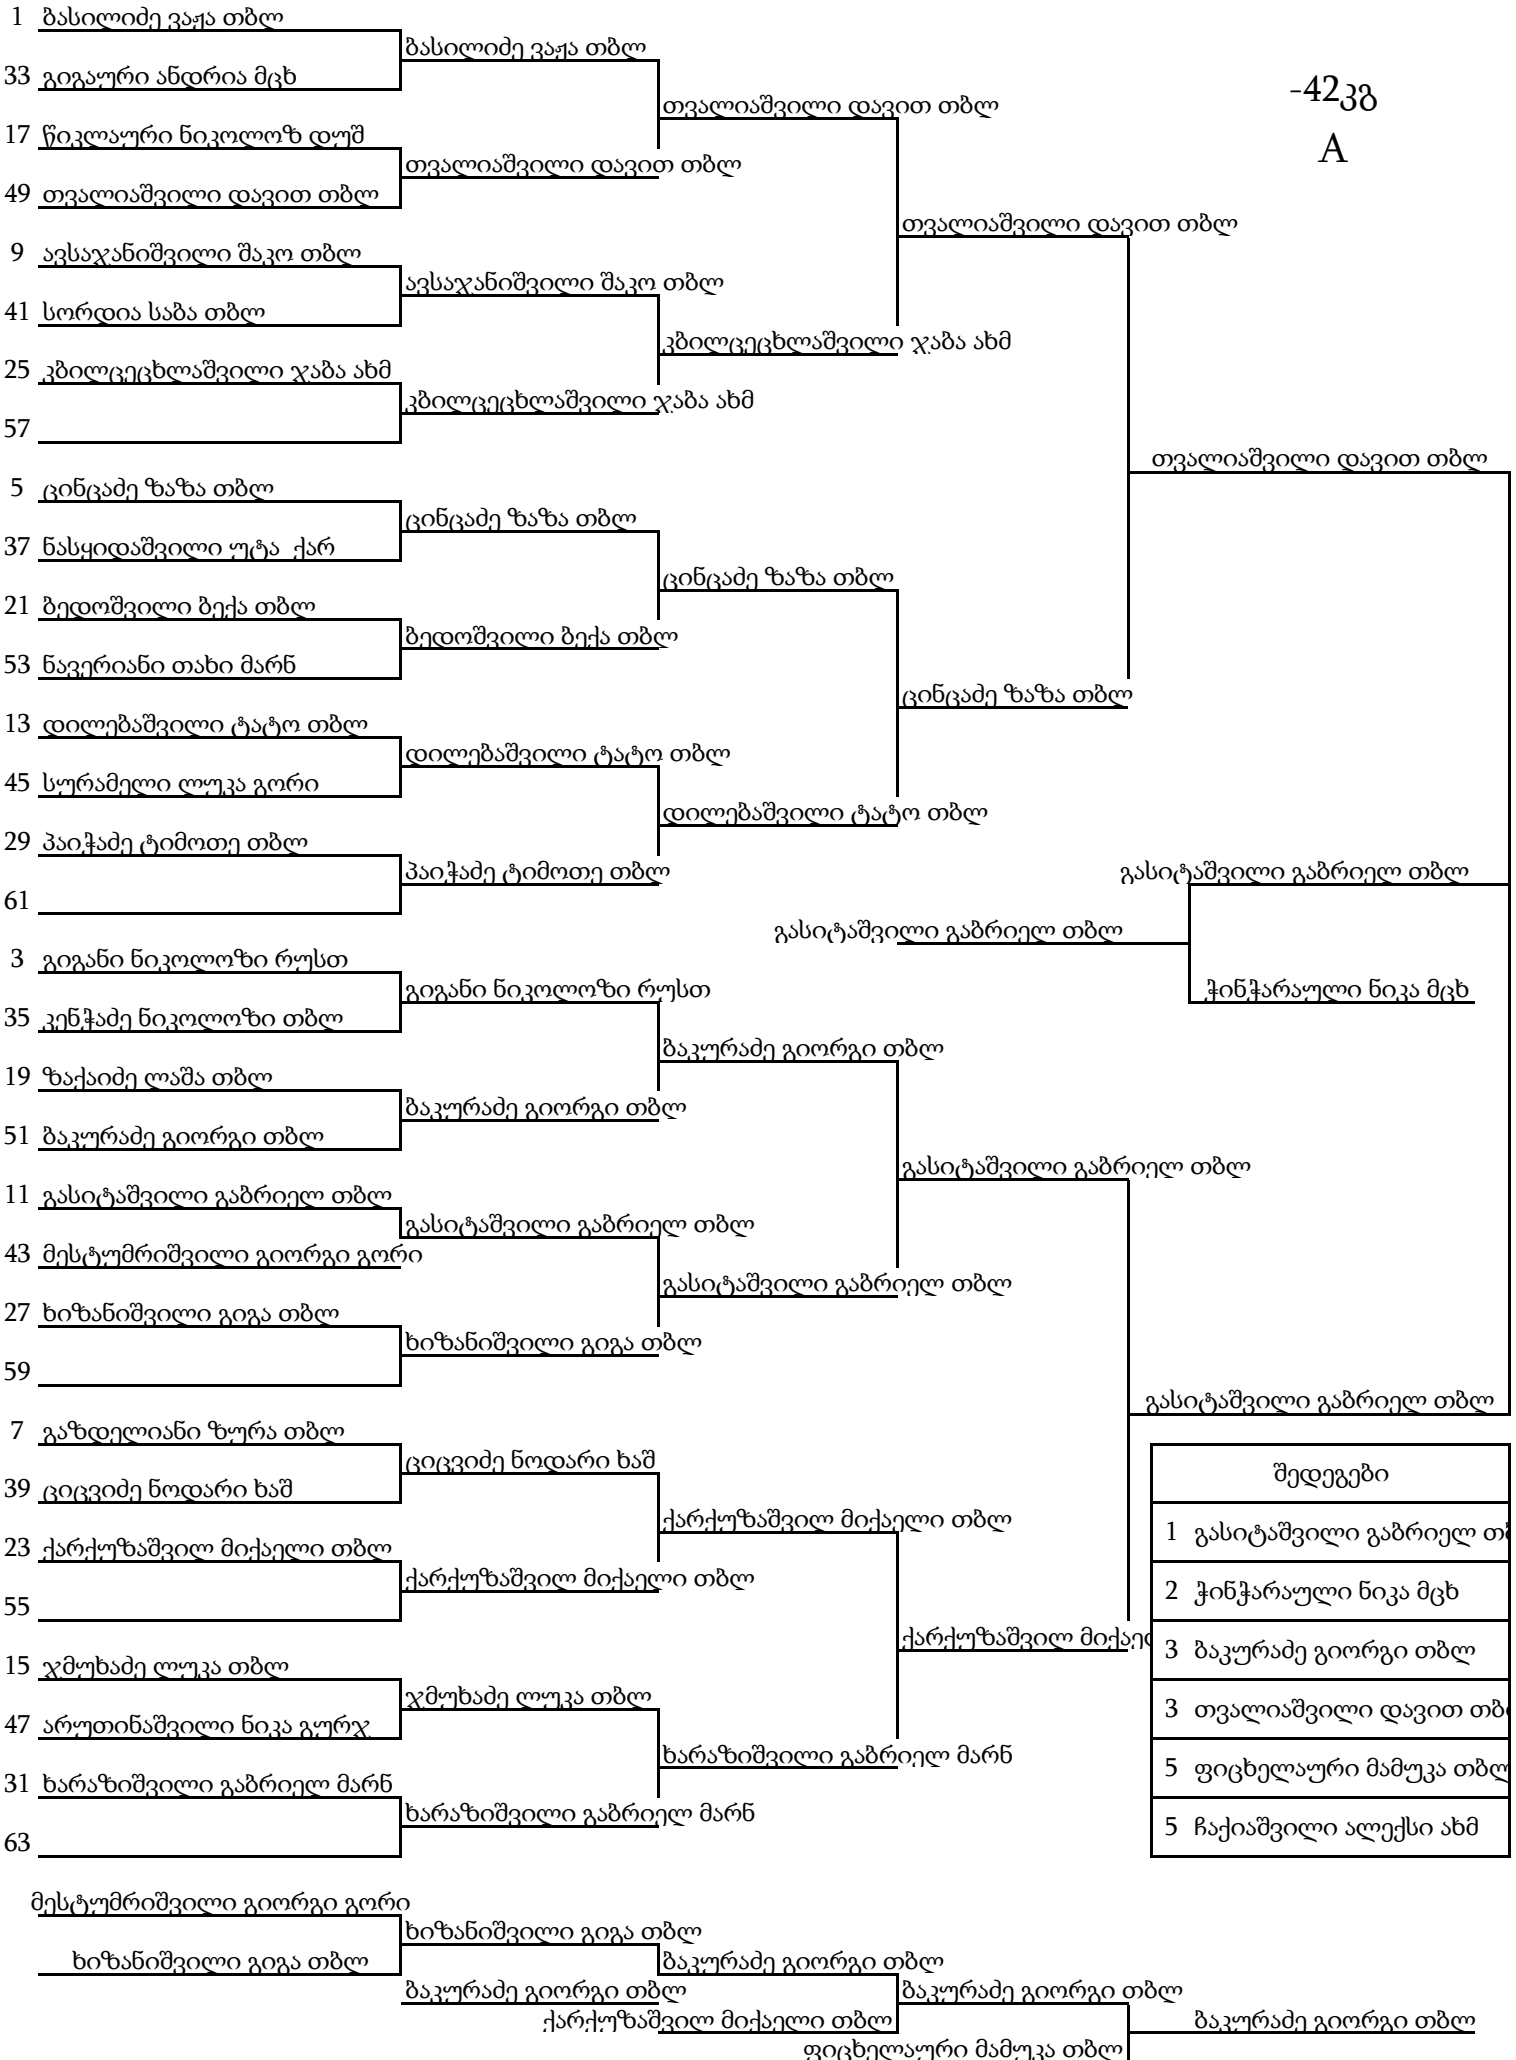 1 ბასილიძე ვაჟა თბლ
ბასილიძე ვაჟა თბლ
33 გიგაური ანდრია მცხ
-42კგ
თვალიაშვილი დავით თბლ
17 წიკლაური ნიკოლოზ დუშ
A
თვალიაშვილი დავით თბლ
49 თვალიაშვილი დავით თბლ
თვალიაშვილი დავით თბლ
9 ავსაჯანიშვილი შაკო თბლ
ავსაჯანიშვილი შაკო თბლ
41 სორდია საბა თბლ
კბილცეცხლაშვილი ჯაბა ახმ
25 კბილცეცხლაშვილი ჯაბა ახმ
კბილცეცხლაშვილი ჯაბა ახმ
57
თვალიაშვილი დავით თბლ
5 ცინცაძე ზაზა თბლ
ცინცაძე ზაზა თბლ
37 ნასყიდაშვილი უტა ქარ
ცინცაძე ზაზა თბლ
21 ბედოშვილი ბექა თბლ
ბედოშვილი ბექა თბლ
53 ნავერიანი თახი მარნ
ცინცაძე ზაზა თბლ
13 დილებაშვილი ტატო თბლ
დილებაშვილი ტატო თბლ
45 სურამელი ლუკა გორი
დილებაშვილი ტატო თბლ
29 პაიჭაძე ტიმოთე თბლ
პაიჭაძე ტიმოთე თბლ
გასიტაშვილი გაბრიელ თბლ
61
გასიტაშვილი გაბრიელ თბლ
3 გიგანი ნიკოლოზი რუსთ
გიგანი ნიკოლოზი რუსთ
ჭინჭარაული ნიკა მცხ
35 კენჭაძე ნიკოლოზი თბლ
ბაკურაძე გიორგი თბლ
19 ზაქაიძე ლაშა თბლ
ბაკურაძე გიორგი თბლ
51 ბაკურაძე გიორგი თბლ
გასიტაშვილი გაბრიელ თბლ
11 გასიტაშვილი გაბრიელ თბლ
გასიტაშვილი გაბრიელ თბლ
43 მესტუმრიშვილი გიორგი გორი
გასიტაშვილი გაბრიელ თბლ
27 ხიზანიშვილი გიგა თბლ
ხიზანიშვილი გიგა თბლ
59
გასიტაშვილი გაბრიელ თბლ
7 გაზდელიანი ზურა თბლ
ციცვიძე ნოდარი ხაშ
შედეგები
39 ციცვიძე ნოდარი ხაშ
ქარქუზაშვილ მიქაელი თბლ
1 გასიტაშვილი გაბრიელ
23 ქარქუზაშვილ მიქაელი თბლ
ქარქუზაშვილ მიქაელი თბლ
2 ჭინჭარაული ნიკა მცხ
55
ქარქუზაშვილ
3 ბაკურაძე გიორგი თბლ
15 ჯმუხაძე ლუკა თბლ
ჯმუხაძე ლუკა თბლ
3 თვალიაშვილი დავით
47 არუთინაშვილი ნიკა გურჯ
ხარაზიშვილი გაბრიელ მარნ
5 ფიცხელაური მამუკა თბლ
31 ხარაზიშვილი გაბრიელ მარნ
ხარაზიშვილი გაბრიელ მარნ
5 ჩაქიაშვილი ალექსი ახმ
63
მესტუმრიშვილი გიორგი გორი
ხიზანიშვილი გიგა თბლ
ხიზანიშვილი გიგა თბლ
ბაკურაძე გიორგი თბლ
ბაკურაძე გიორგი თბლ
ბაკურაძე გიორგი თბლ
ქარქუზაშვილ მიქაელი თბლ
ბაკურაძე გიორგი თბლ
ფიცხელაური მამუკა თბლ